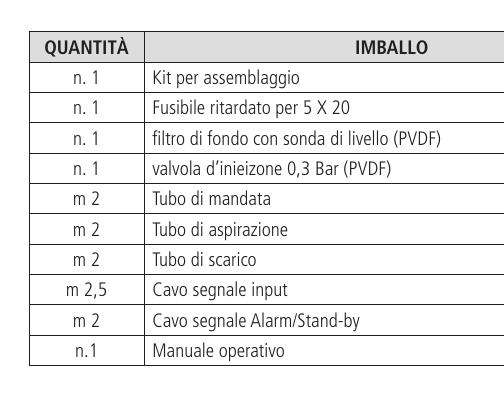 QUANTITÀ IMBALLO
n. 1 Kit per assemblaggio
n. 1 Fusibile ritardato per 5 X 20
n. 1 filtro di fondo con sonda di livello (PVDF)
n. 1 valvola d’inieizone 0,3 Bar (PVDF)
m 2 Tubo di mandata
m 2 Tubo di aspirazione
m 2 Tubo di scarico
m 2,5 Cavo segnale input
m 2 Cavo segnale Alarm/Stand-by
n.1 Manuale operativo